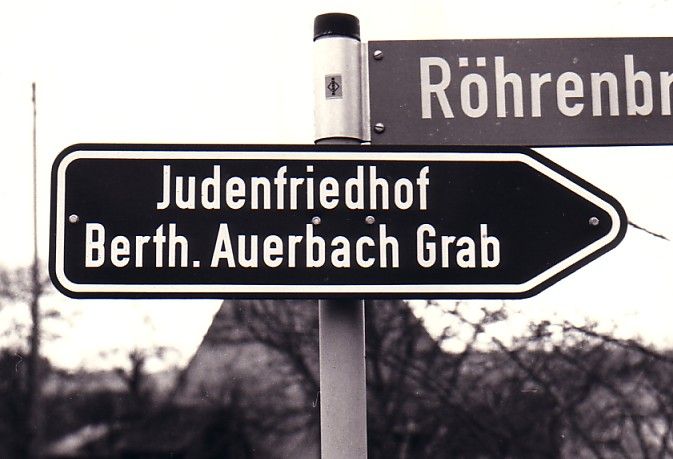 Röhrenbr
Judenfriedhof
Berth. Auerbach Grab